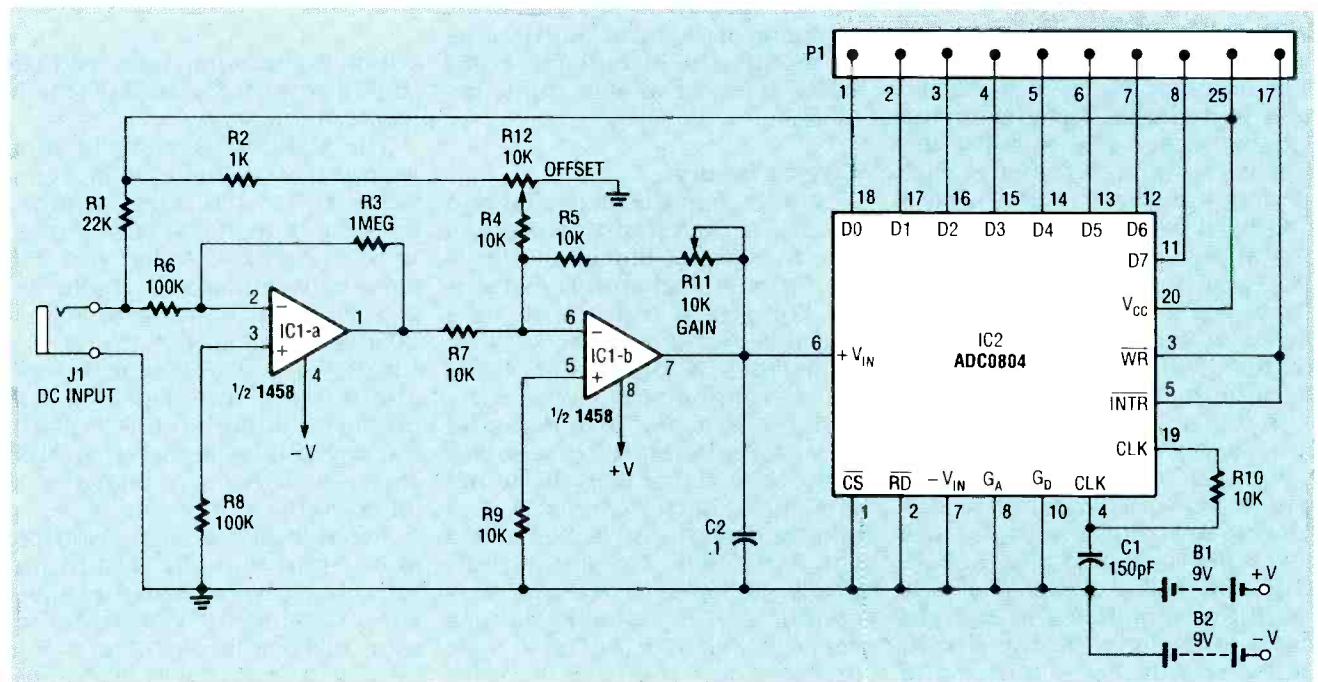 P1
1 2 3 4 5 6 7 8 25 17
R2
1K
R12
10K
OFFSET
R1
22K
R3
1MEG
R4
10K
R5
10K
R6
100K
R11
10K
GAIN
18 17 16 15 14 13 12
D0 D1 D2 D3 D4 D5 D6
11
D7
20
VCC
2
−
3
+
IC1-a
1
4
½ 1458
−V
J1
DC INPUT
R7
10K
6
−
5
+
IC1-b
7
8
½ 1458
+V
6
+VIN
IC2
ADC0804
3
WR
5
INTR
19
CLK
R10
10K
R8
100K
R9
10K
C2
.1
CS RD −VIN GA GD CLK
1 2 7 8 10 4
C1
150pF
B1
9V
+V
B2
9V
−V